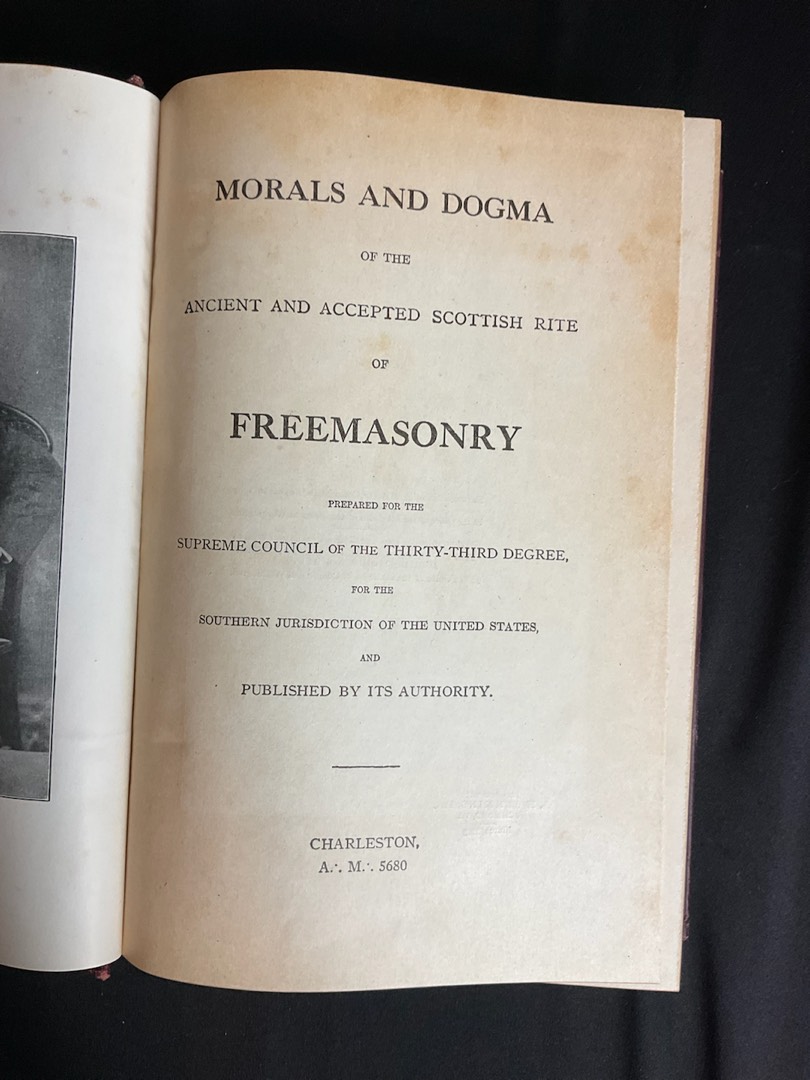 MORALS AND DOGMA
OF THE
ANCIENT AND ACCEPTED SCOTTISH RITE
OF
FREEMASONRY
PREPARED FOR THE
SUPREME COUNCIL OF THE THIRTY-THIRD DEGREE,
FOR THE
SOUTHERN JURISDICTION OF THE UNITED STATES,
AND
PUBLISHED BY ITS AUTHORITY.
CHARLESTON,
A∴ M∴ 5680